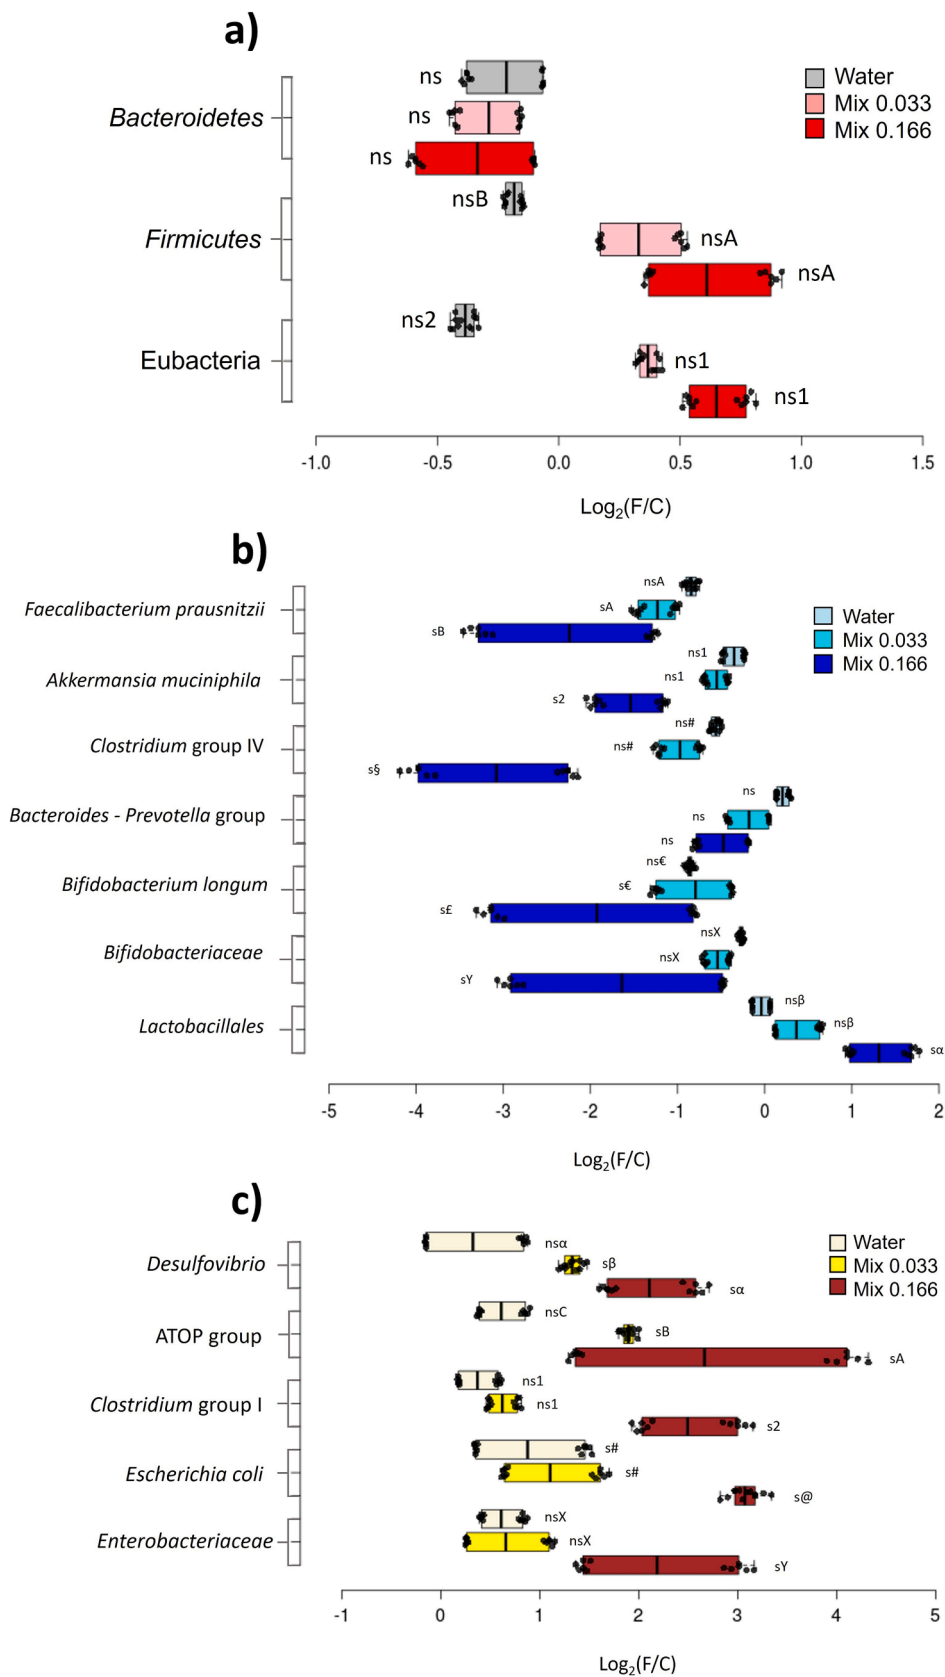 a)
ns
Water
Mix 0.033
Mix 0.166
Bacteroidetes
ns
ns
nsB
Firmicutes
nsA
nsA
ns2
Eubacteria
ns1
ns1
-1.0 -0.5 0.0 0.5 1.0 1.5
Log2(F/C)
b)
nsA
Faecalibacterium prausnitzii
sA
Water
Mix 0.033
Mix 0.166
sB
ns1
Akkermansia muciniphila
ns1
s2
ns#
Clostridium group IV
ns#
s§
ns
Bacteroides - Prevotella group
ns
ns
ns€
Bifidobacterium longum
s€
s£
nsX
Bifidobacteriaceae
nsX
sY
nsβ
Lactobacillales
nsβ
sα
-5 -4 -3 -2 -1 0 1 2
Log2(F/C)
c)
nsα
Water
Mix 0.033
Mix 0.166
Desulfovibrio
sβ
sα
nsC
ATOP group
sB
sA
ns1
Clostridium group I
ns1
s2
s#
Escherichia coli
s#
s@
nsX
Enterobacteriaceae
nsX
sY
-1 0 1 2 3 4 5
Log2(F/C)